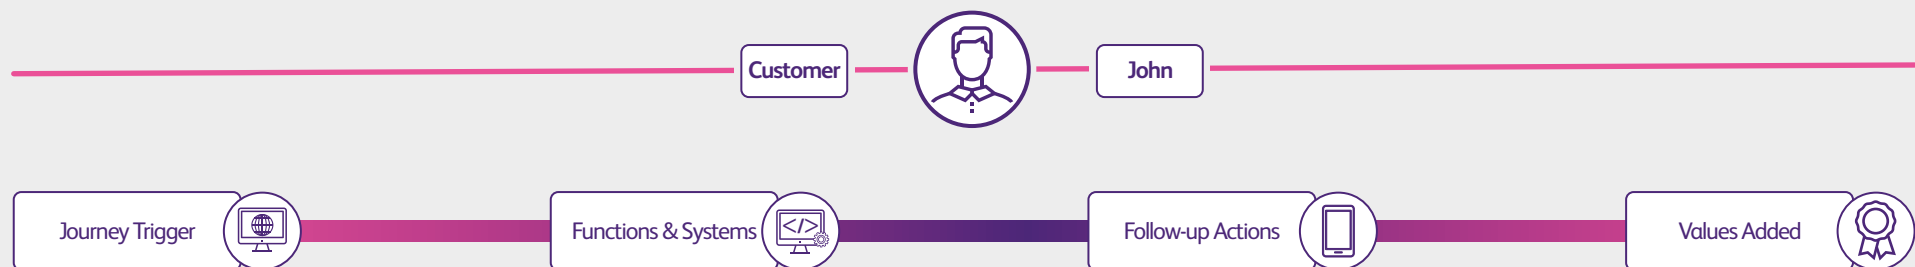 Customer
John
Journey Trigger
Functions & Systems
</>
Follow-up Actions
Values Added